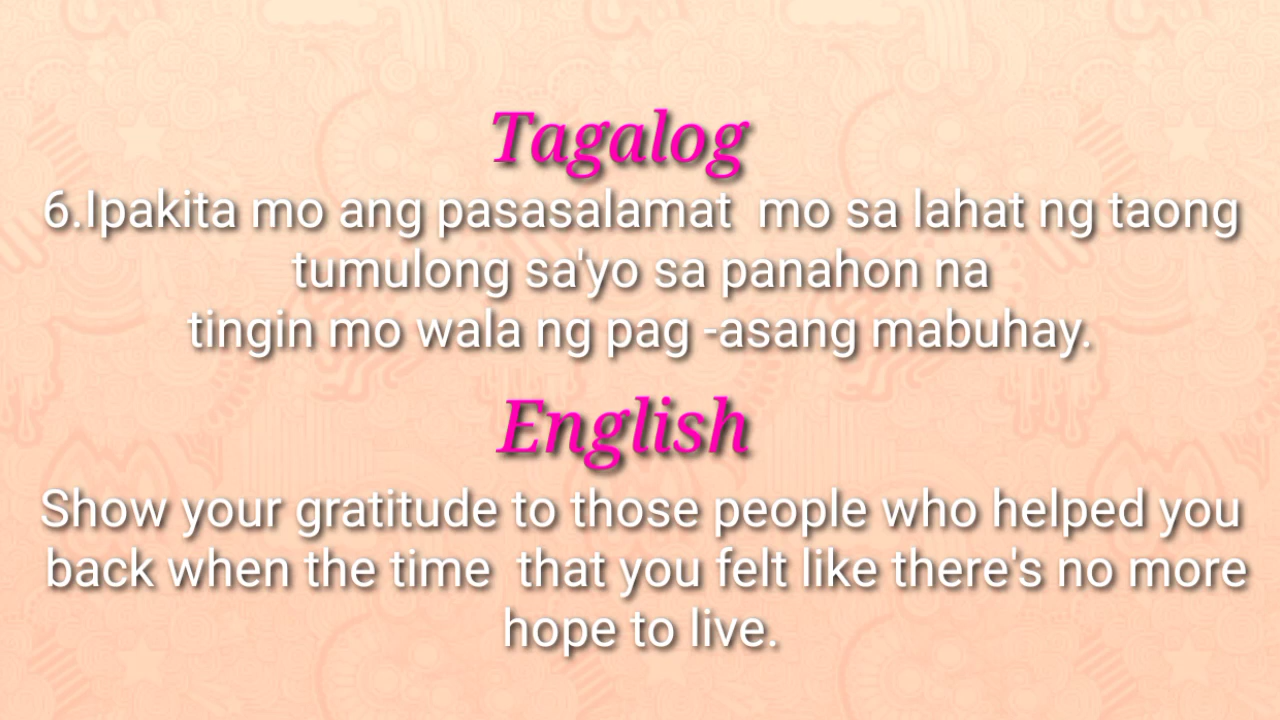 Tagalog
6.Ipakita mo ang pasasalamat  mo sa lahat ng taong
tumulong sa'yo sa panahon na
tingin mo wala ng pag -asang mabuhay.
English
Show your gratitude to those people who helped you
back when the time  that you felt like there's no more
hope to live.